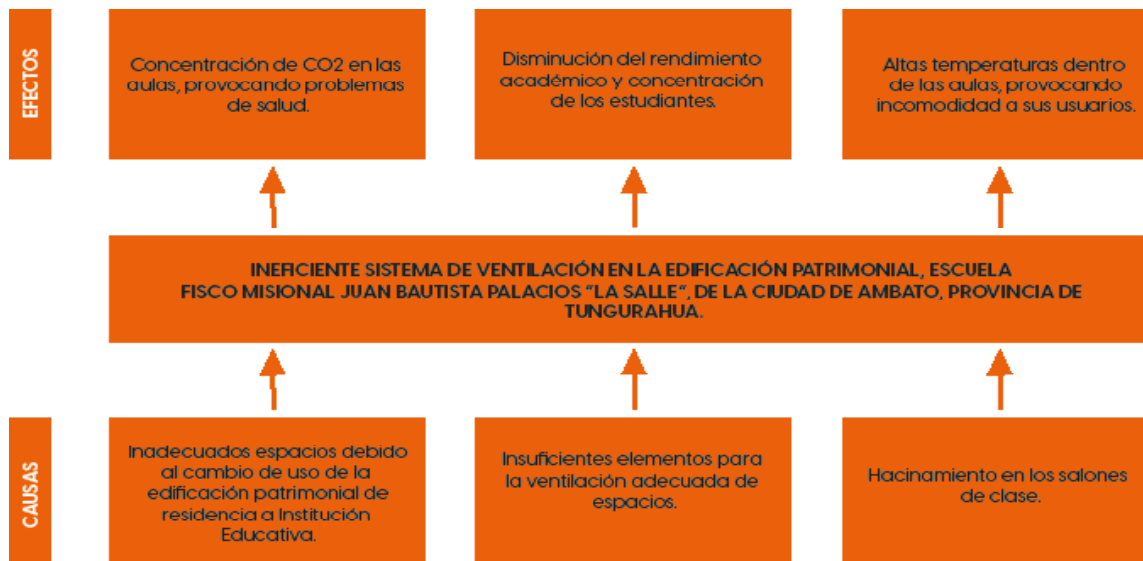 EFECTOS
Concentración de CO2 en las
aulas, provocando problemas
de salud.
Disminución del rendimiento
académico y concentración
de los estudiantes.
Altas temperaturas dentro
de las aulas, provocando
incomodidad a sus usuarios.
INEFICIENTE SISTEMA DE VENTILACIÓN EN LA EDIFICACIÓN PATRIMONIAL, ESCUELA
FISCO MISIONAL JUAN BAUTISTA PALACIOS “LA SALLE”, DE LA CIUDAD DE AMBATO, PROVINCIA DE
TUNGURAHUA.
CAUSAS
Inadecuados espacios debido
al cambio de uso de la
edificación patrimonial de
residencia a Institución
Educativa.
Insuficientes elementos para
la ventilación adecuada de
espacios.
Hacinamiento en los salones
de clase.